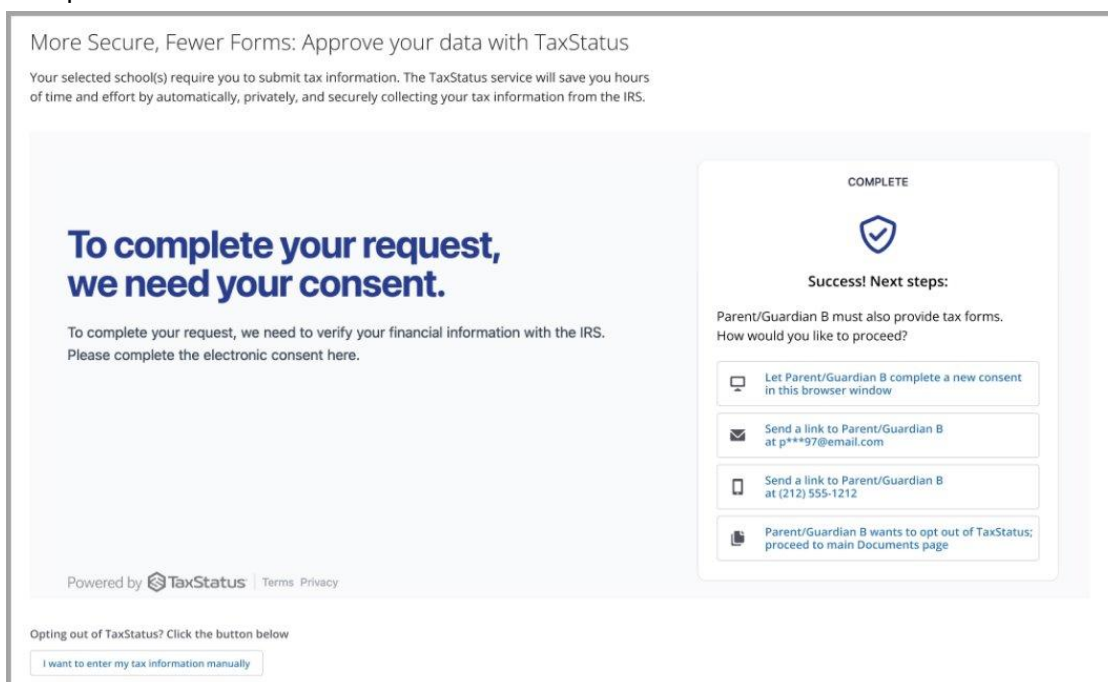 More Secure, Fewer Forms: Approve your data with TaxStatus
Your selected school(s) require you to submit tax information. The TaxStatus service will save you hours
of time and effort by automatically, privately, and securely collecting your tax information from the IRS.
To complete your request,
we need your consent.
To complete your request, we need to verify your financial information with the IRS.
Please complete the electronic consent here.
Powered by TaxStatus | Terms Privacy
COMPLETE
Success! Next steps:
Parent/Guardian B must also provide tax forms.
How would you like to proceed?
Let Parent/Guardian B complete a new consent
in this browser window
Send a link to Parent/Guardian B
at p***97@email.com
Send a link to Parent/Guardian B
at (212) 555-1212
Parent/Guardian B wants to opt out of TaxStatus;
proceed to main Documents page
Opting out of TaxStatus? Click the button below
I want to enter my tax information manually